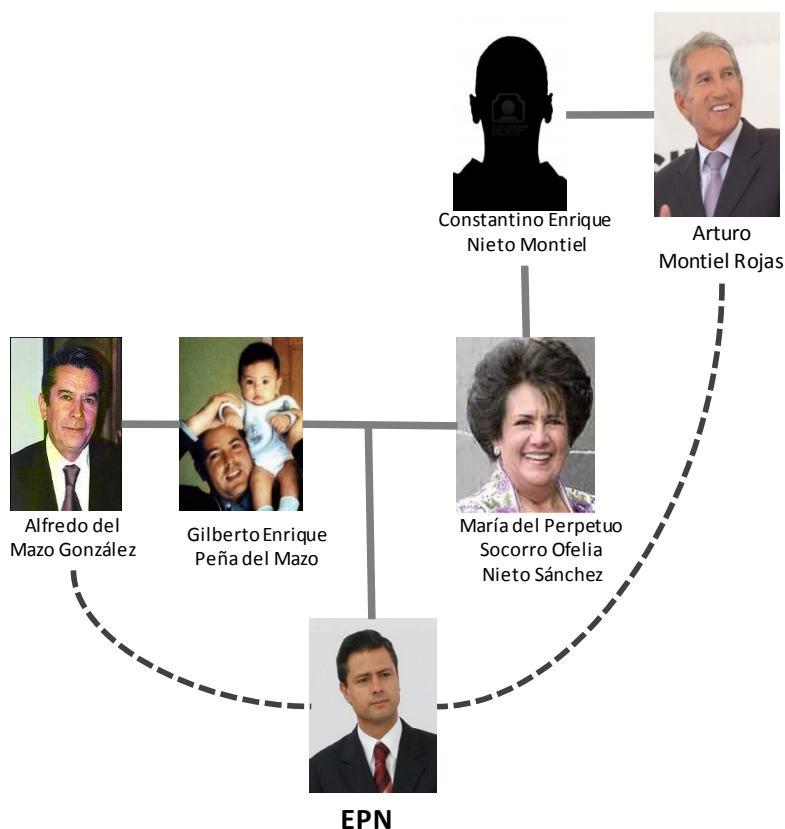 Constantino Enrique
Nieto Montiel
Arturo
Montiel Rojas
Alfredo del
Mazo González
Gilberto Enrique
Peña del Mazo
María del Perpetuo
Socorro Ofelia
Nieto Sánchez
EPN